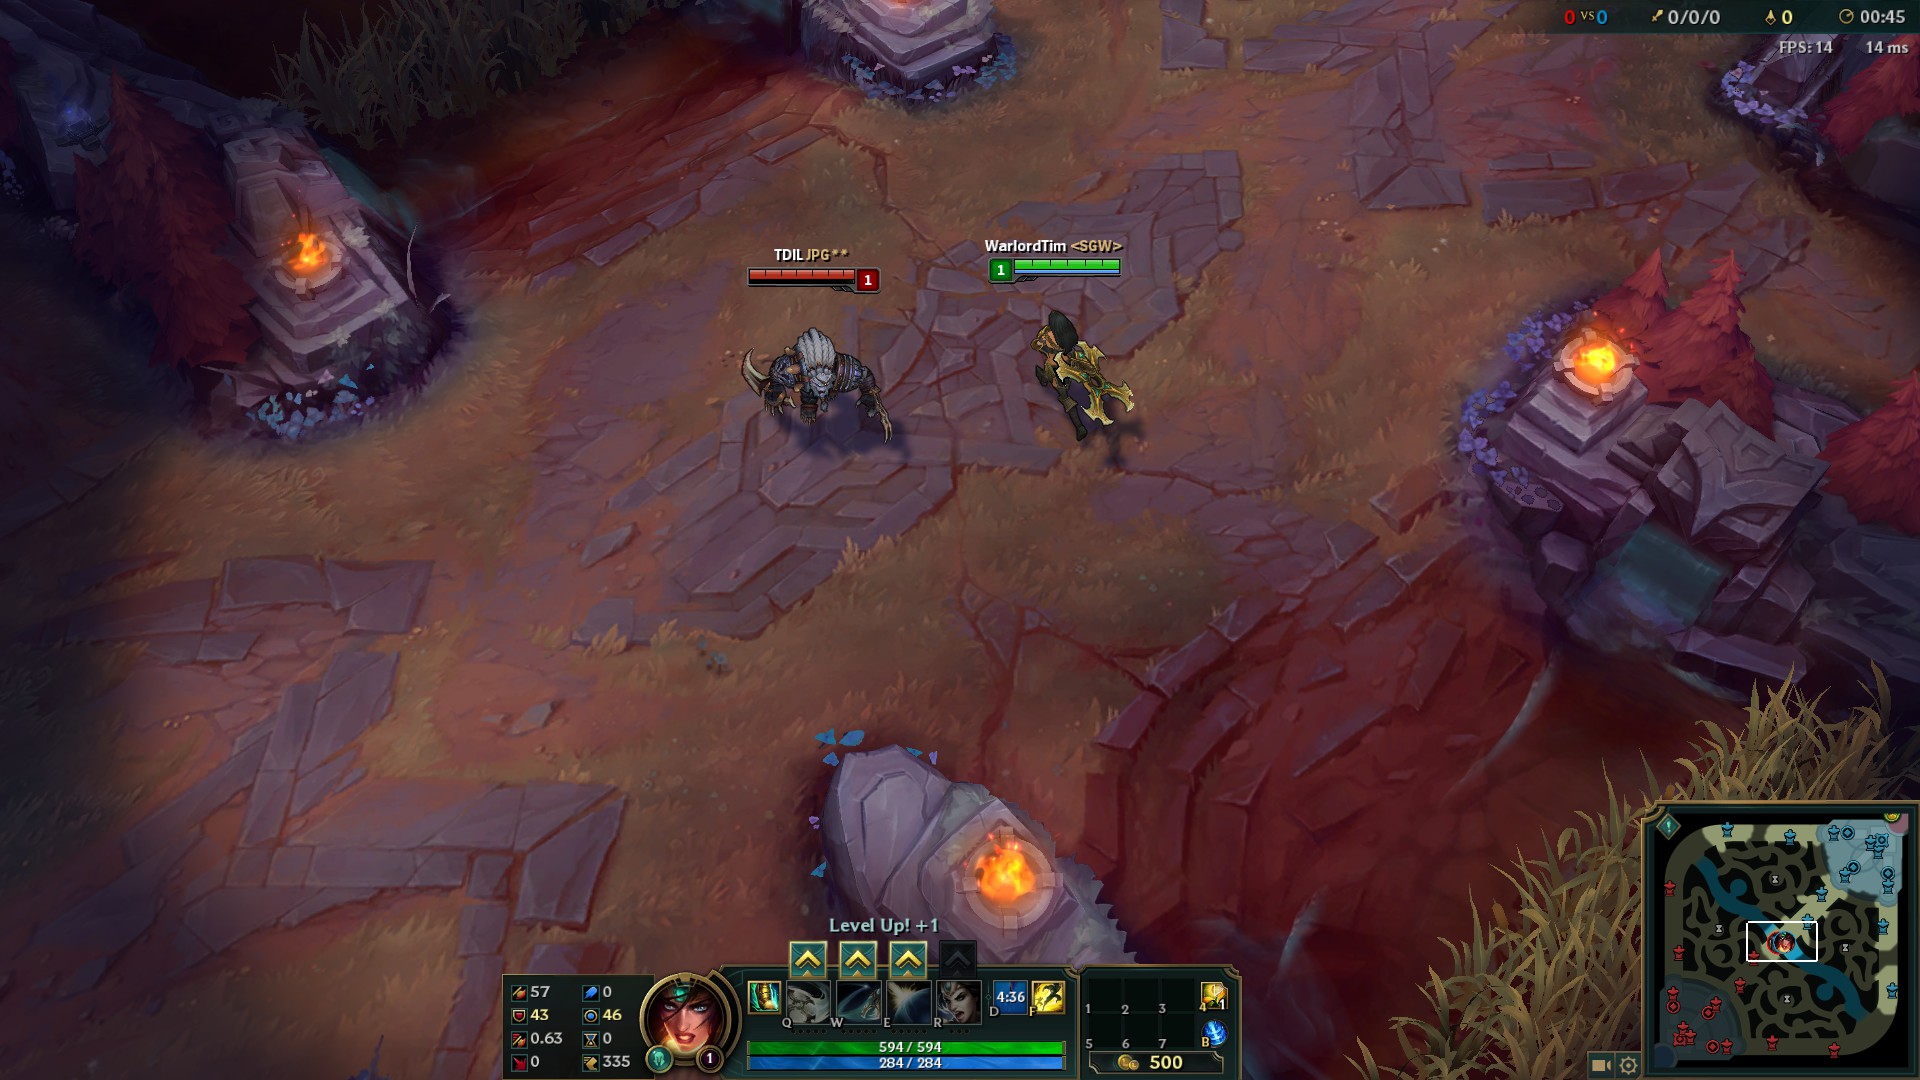 0 VS 0 0/0/0 0 00:45
FPS: 14 14 ms
WarlordTim <SGW>
TDIL JPG**
1
1
Level Up! +1
57 0
43 46
0.63 0
0 335
1
Q W E R
4:36
D F
1 2 3 4 1
5 6 7 B
594 / 594
284 / 284
500